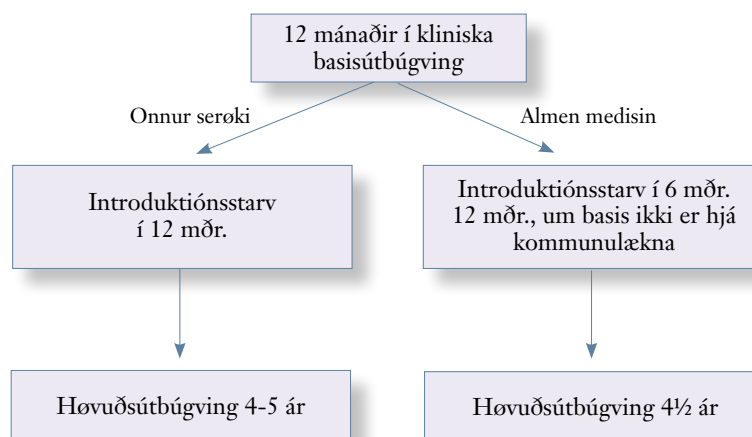 12 mánaðir í kliniska
basisútbúgving
Onnur serøki
Almen medisin
Introduktiónsstarv
í 12 mðr.
Introduktiónsstarv í 6 mðr.
12 mðr., um basis ikki er hjá
kommunulækna
Høvuðsútbúgving 4-5 ár
Høvuðsútbúgving 4½ ár